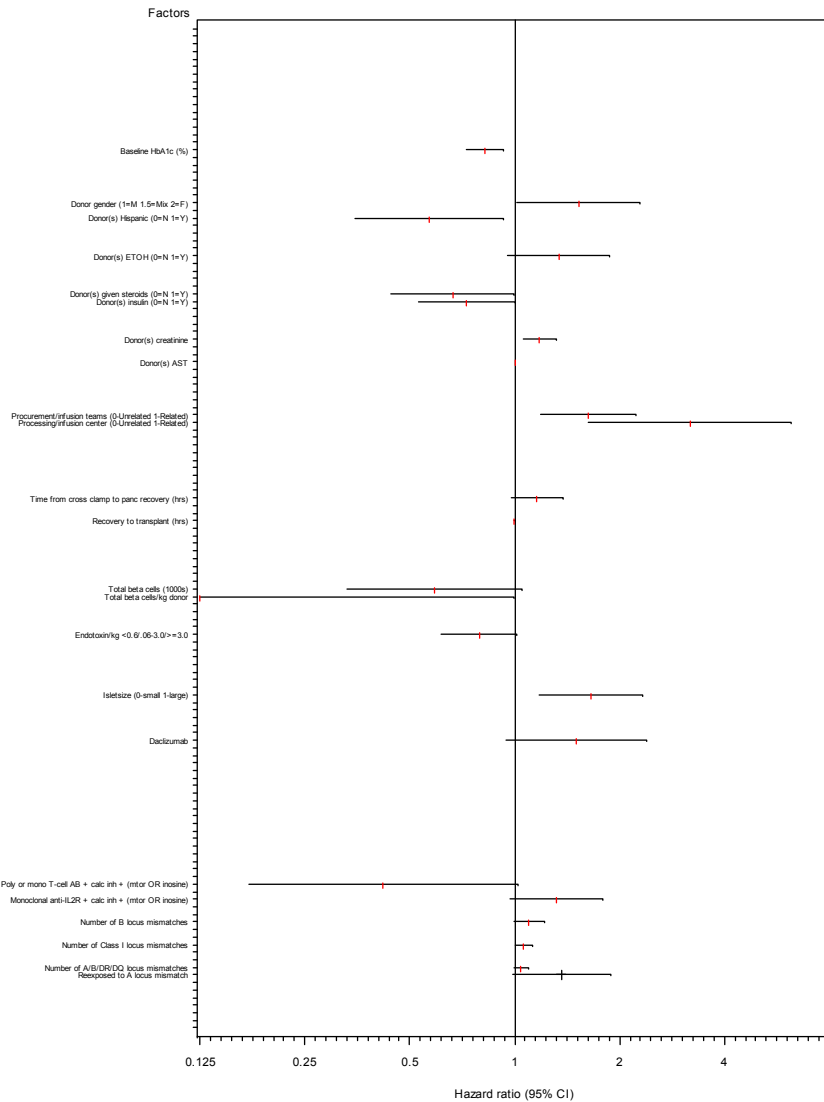 Factors
Baseline HbA1c (%)
Donor gender (1=M 1.5=Mix 2=F)
Donor(s) Hispanic (0=N 1=Y)
Donor(s) ETOH (0=N 1=Y)
Donor(s) given steroids (0=N 1=Y)
Donor(s) insulin (0=N 1=Y)
Donor(s) creatinine
Donor(s) AST
Procurement/infusion teams (0-Unrelated 1-Related)
Processing/infusion center (0-Unrelated 1-Related)
Time from cross clamp to panc recovery (hrs)
Recovery to transplant (hrs)
Total beta cells (1000s)
Total beta cells/kg donor
Endotoxin/kg <0.6/.06-3.0/>=3.0
Isletsize (0-small 1-large)
Daclizumab
Poly or mono T-cell AB + calc inh + (mtor OR inosine)
Monoclonal anti-IL2R + calc inh + (mtor OR inosine)
Number of B locus mismatches
Number of Class I locus mismatches
Number of A/B/DR/DQ locus mismatches
Reexposed to A locus mismatch
0.125 0.25 0.5 1 2 4
Hazard ratio (95% CI)